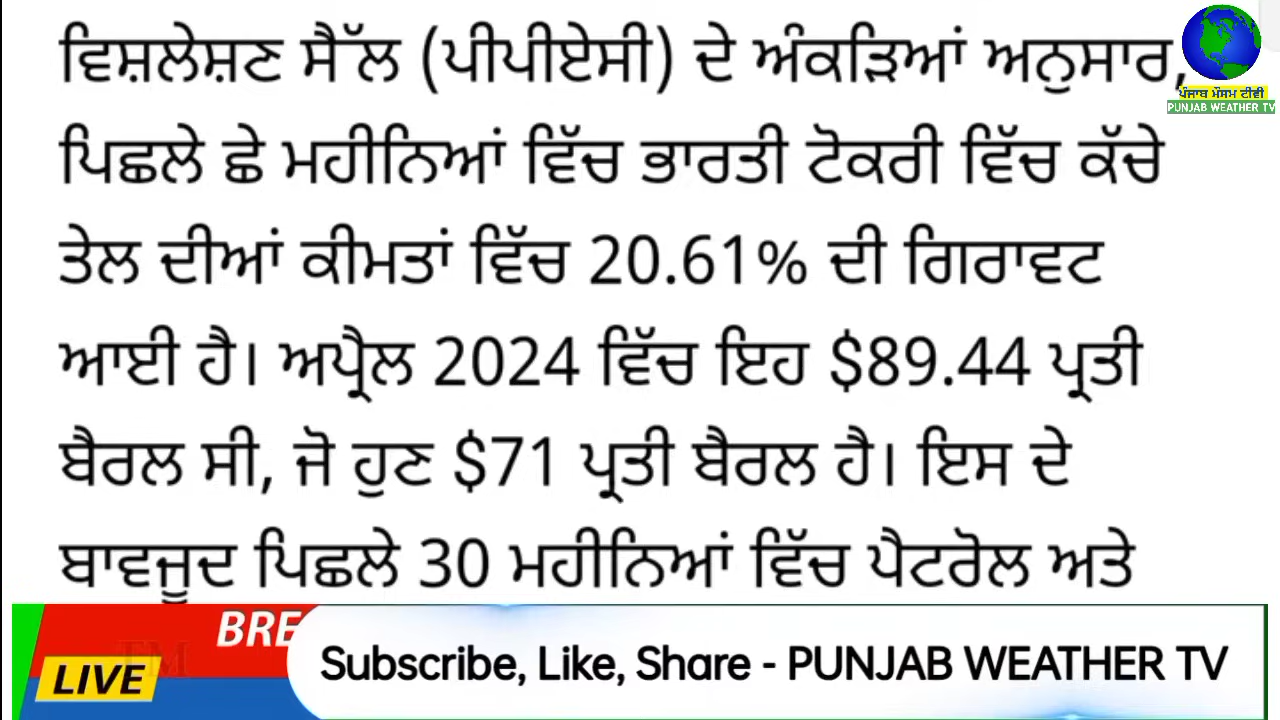 ਵਿਸ਼ਲੇਸ਼ਣ ਸੈੱਲ (ਪੀਪੀਏਸੀ) ਦੇ ਅੰਕੜਿਆਂ ਅਨੁਸਾਰ,
ਪਿਛਲੇ ਛੇ ਮਹੀਨਿਆਂ ਵਿੱਚ ਭਾਰਤੀ ਟੋਕਰੀ ਵਿੱਚ ਕੱਚੇ
ਤੇਲ ਦੀਆਂ ਕੀਮਤਾਂ ਵਿੱਚ 20.61% ਦੀ ਗਿਰਾਵਟ
ਆਈ ਹੈ। ਅਪ੍ਰੈਲ 2024 ਵਿੱਚ ਇਹ $89.44 ਪ੍ਰਤੀ
ਬੈਰਲ ਸੀ, ਜੋ ਹੁਣ $71 ਪ੍ਰਤੀ ਬੈਰਲ ਹੈ। ਇਸ ਦੇ
ਬਾਵਜੂਦ ਪਿਛਲੇ 30 ਮਹੀਨਿਆਂ ਵਿੱਚ ਪੈਟਰੋਲ ਅਤੇ
ਪੰਜਾਬ ਮੌਸਮ ਟੀਵੀ
PUNJAB WEATHER TV
BRE
LIVE
Subscribe, Like, Share - PUNJAB WEATHER TV